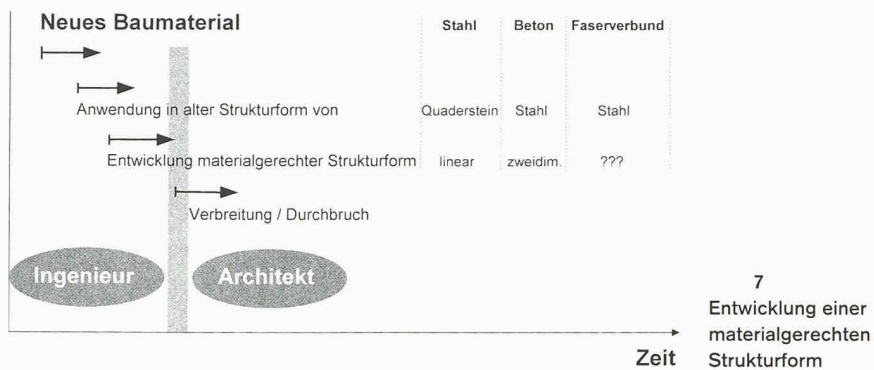 Neues Baumaterial Stahl Beton Faserverbund
Anwendung in alter Strukturform von Quaderstein Stahl Stahl
Entwicklung materialgerechter Strukturform linear zweidim. ???
Verbreitung / Durchbruch
Ingenieur Architekt
Zeit
7
Entwicklung einer
materialgerechten
Strukturform